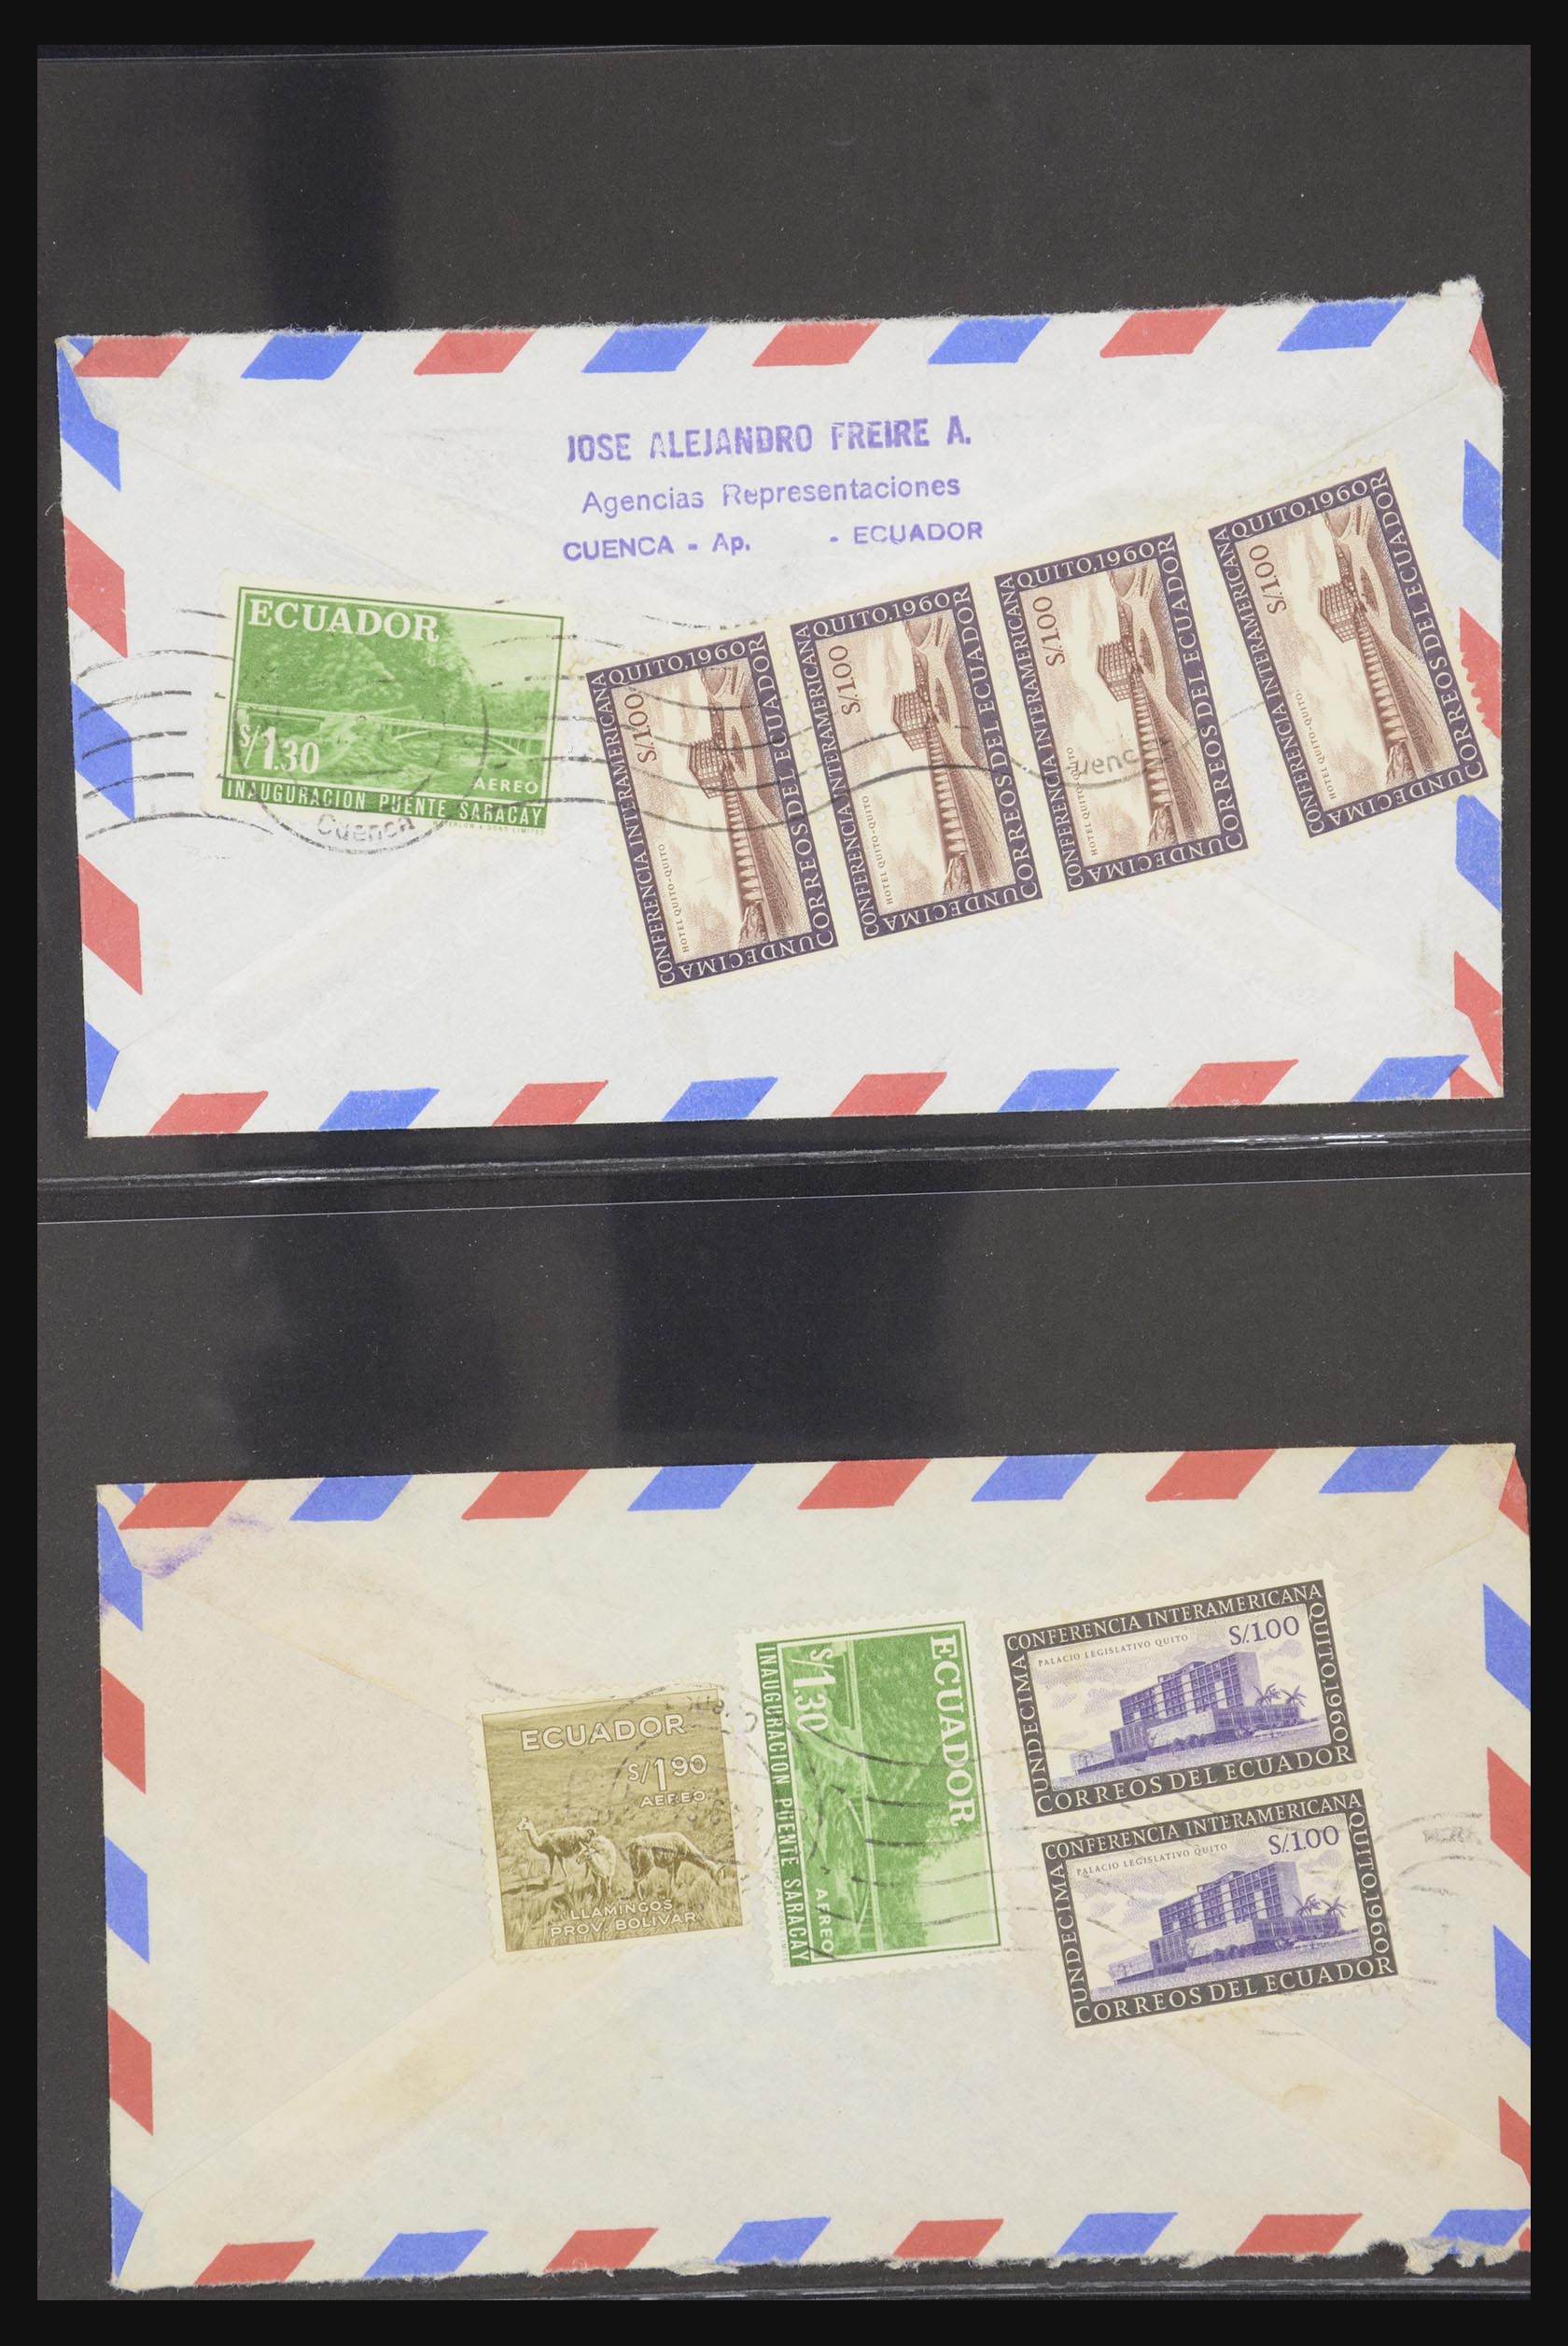 JOSE ALEJANDRO FREIRE A.
Agencias Representaciones
CUENCA - Ap. - ECUADOR
ECUADOR
S/1.30
AEREO
INAUGURACION PUENTE SARACAY
Cuenca
UNDECIMA CONFERENCIA INTERAMERICANA QUITO, 1960
S/.1.00
HOTEL QUITO-QUITO
CORREOS DEL ECUADOR
UNDECIMA CONFERENCIA INTERAMERICANA QUITO, 1960
S/.1.00
HOTEL QUITO-QUITO
CORREOS DEL ECUADOR
UNDECIMA CONFERENCIA INTERAMERICANA QUITO, 1960
S/.1.00
HOTEL QUITO-QUITO
CORREOS DEL ECUADOR
uenc
UNDECIMA CONFERENCIA INTERAMERICANA QUITO, 1960
S/.1.00
HOTEL QUITO-QUITO
CORREOS DEL ECUADOR
ECUADOR
S/1.90
AEREO
LLAMINGOS
PROV. BOLIVAR
ECUADOR
S/1.30
AEREO
INAUGURACION PUENTE SARACAY
UNDECIMA CONFERENCIA INTERAMERICANA QUITO, 1960
S/.1.00
PALACIO LEGISLATIVO QUITO
CORREOS DEL ECUADOR
UNDECIMA CONFERENCIA INTERAMERICANA QUITO, 1960
S/.1.00
PALACIO LEGISLATIVO QUITO
CORREOS DEL ECUADOR